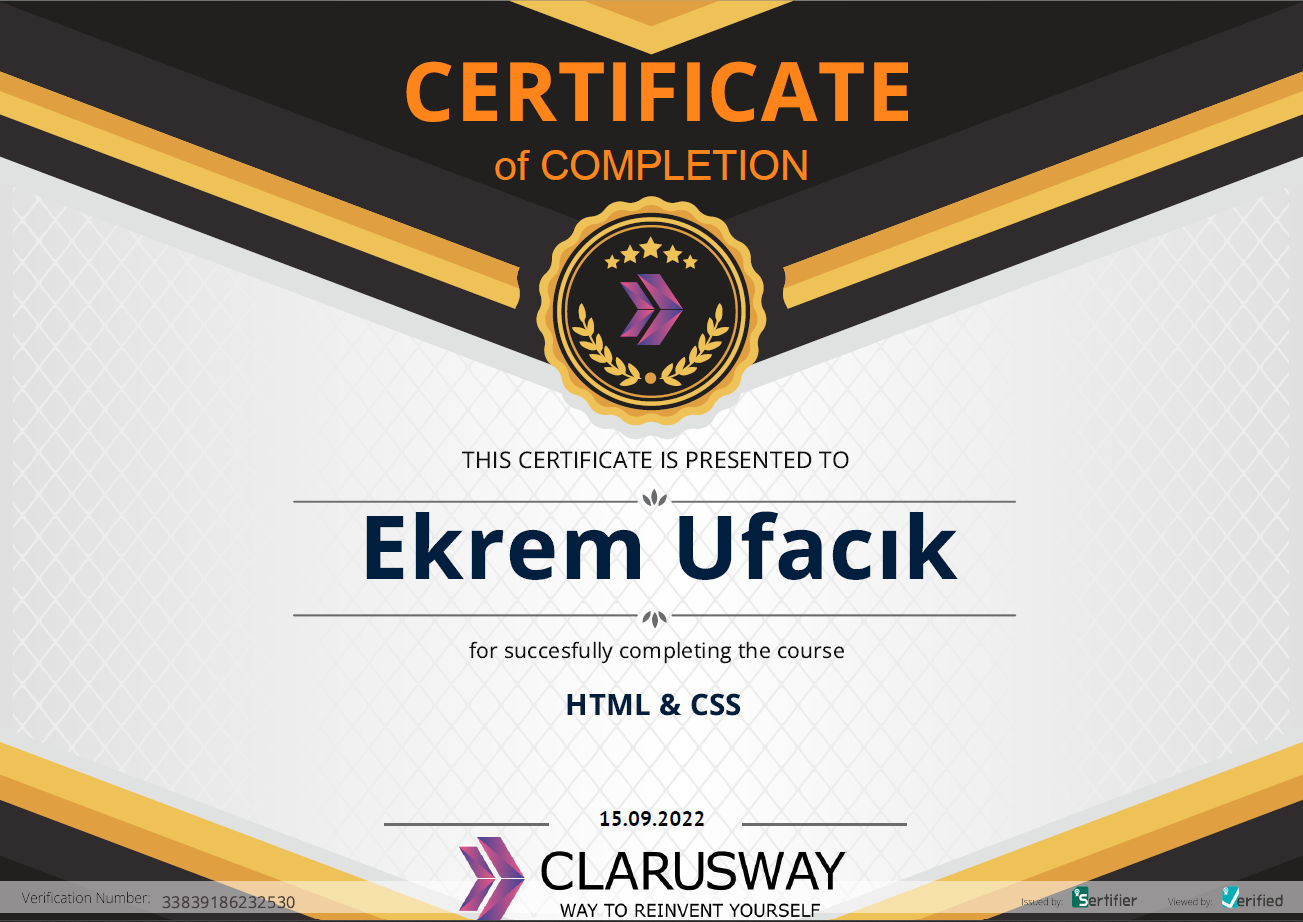 CERTIFICATE
of COMPLETION
THIS CERTIFICATE IS PRESENTED TO
Ekrem Ufacık
for succesfully completing the course
HTML & CSS
15.09.2022
CLARUSWAY
WAY TO REINVENT YOURSELF
Verification Number: 33839186232530
Issued by: Sertifier
Viewed by: Verified